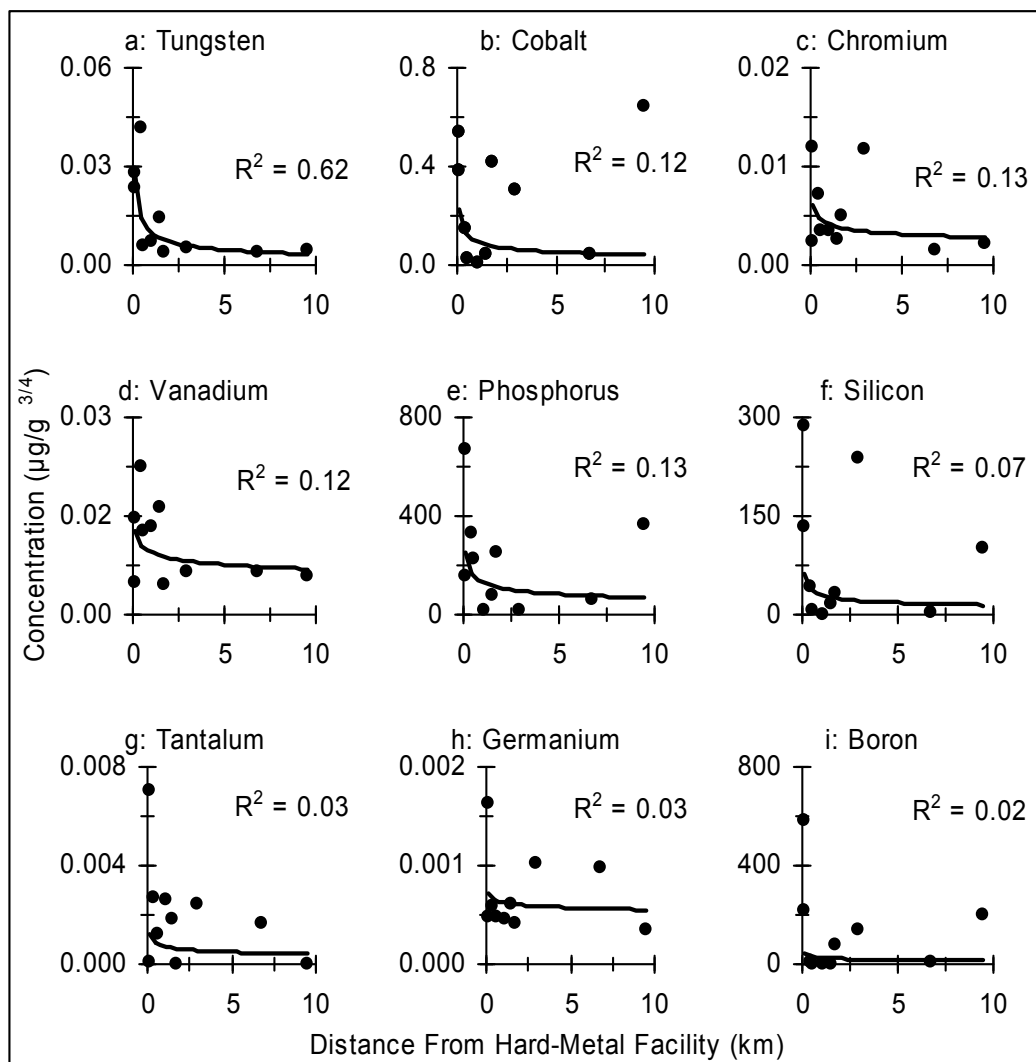 a: Tungsten
0.06
0.03
0.00
0 5 10
R² = 0.62
b: Cobalt
0.8
0.4
0.0
0 5 10
R² = 0.12
c: Chromium
0.02
0.01
0.00
0 5 10
R² = 0.13
Concentration (µg/g 3/4)
d: Vanadium
0.03
0.02
0.00
0 5 10
R² = 0.12
e: Phosphorus
800
400
0
0 5 10
R² = 0.13
f: Silicon
300
150
0
0 5 10
R² = 0.07
g: Tantalum
0.008
0.004
0.000
0 5 10
R² = 0.03
h: Germanium
0.002
0.001
0.000
0 5 10
R² = 0.03
i: Boron
800
400
0
0 5 10
R² = 0.02
Distance From Hard-Metal Facility (km)